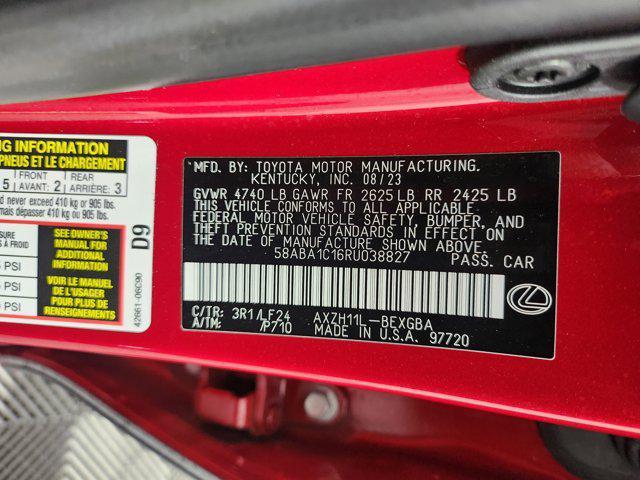 NG INFORMATION
PNEUS ET LE CHARGEMENT
5 FRONT AVANT: 2 REAR ARRIÈRE: 3
never exceed 410 kg or 905 lbs.
mais dépasser 410 kg ou 905 lbs.
SURE
À FROID
PSI
PSI
PSI
SEE OWNER'S
MANUAL FOR
ADDITIONAL
INFORMATION
VOIR LE MANUEL
DE L'USAGER
POUR PLUS DE
RENSEIGNEMENTS
D9
42661-06C90
MFD. BY: TOYOTA MOTOR MANUFACTURING.
KENTUCKY, INC. 08/23
GVWR 4740 LB GAWR FR 2625 LB RR 2425 LB
THIS VEHICLE CONFORMS TO ALL APPLICABLE
FEDERAL MOTOR VEHICLE SAFETY, BUMPER, AND
THEFT PREVENTION STANDARDS IN EFFECT ON
THE DATE OF MANUFACTURE SHOWN ABOVE.
58ABA1C16RU038827 PASS. CAR
C/TR: 3R1/LF24 AXZH11L-BEXGBA
A/TM: /P710 MADE IN U.S.A. 97720